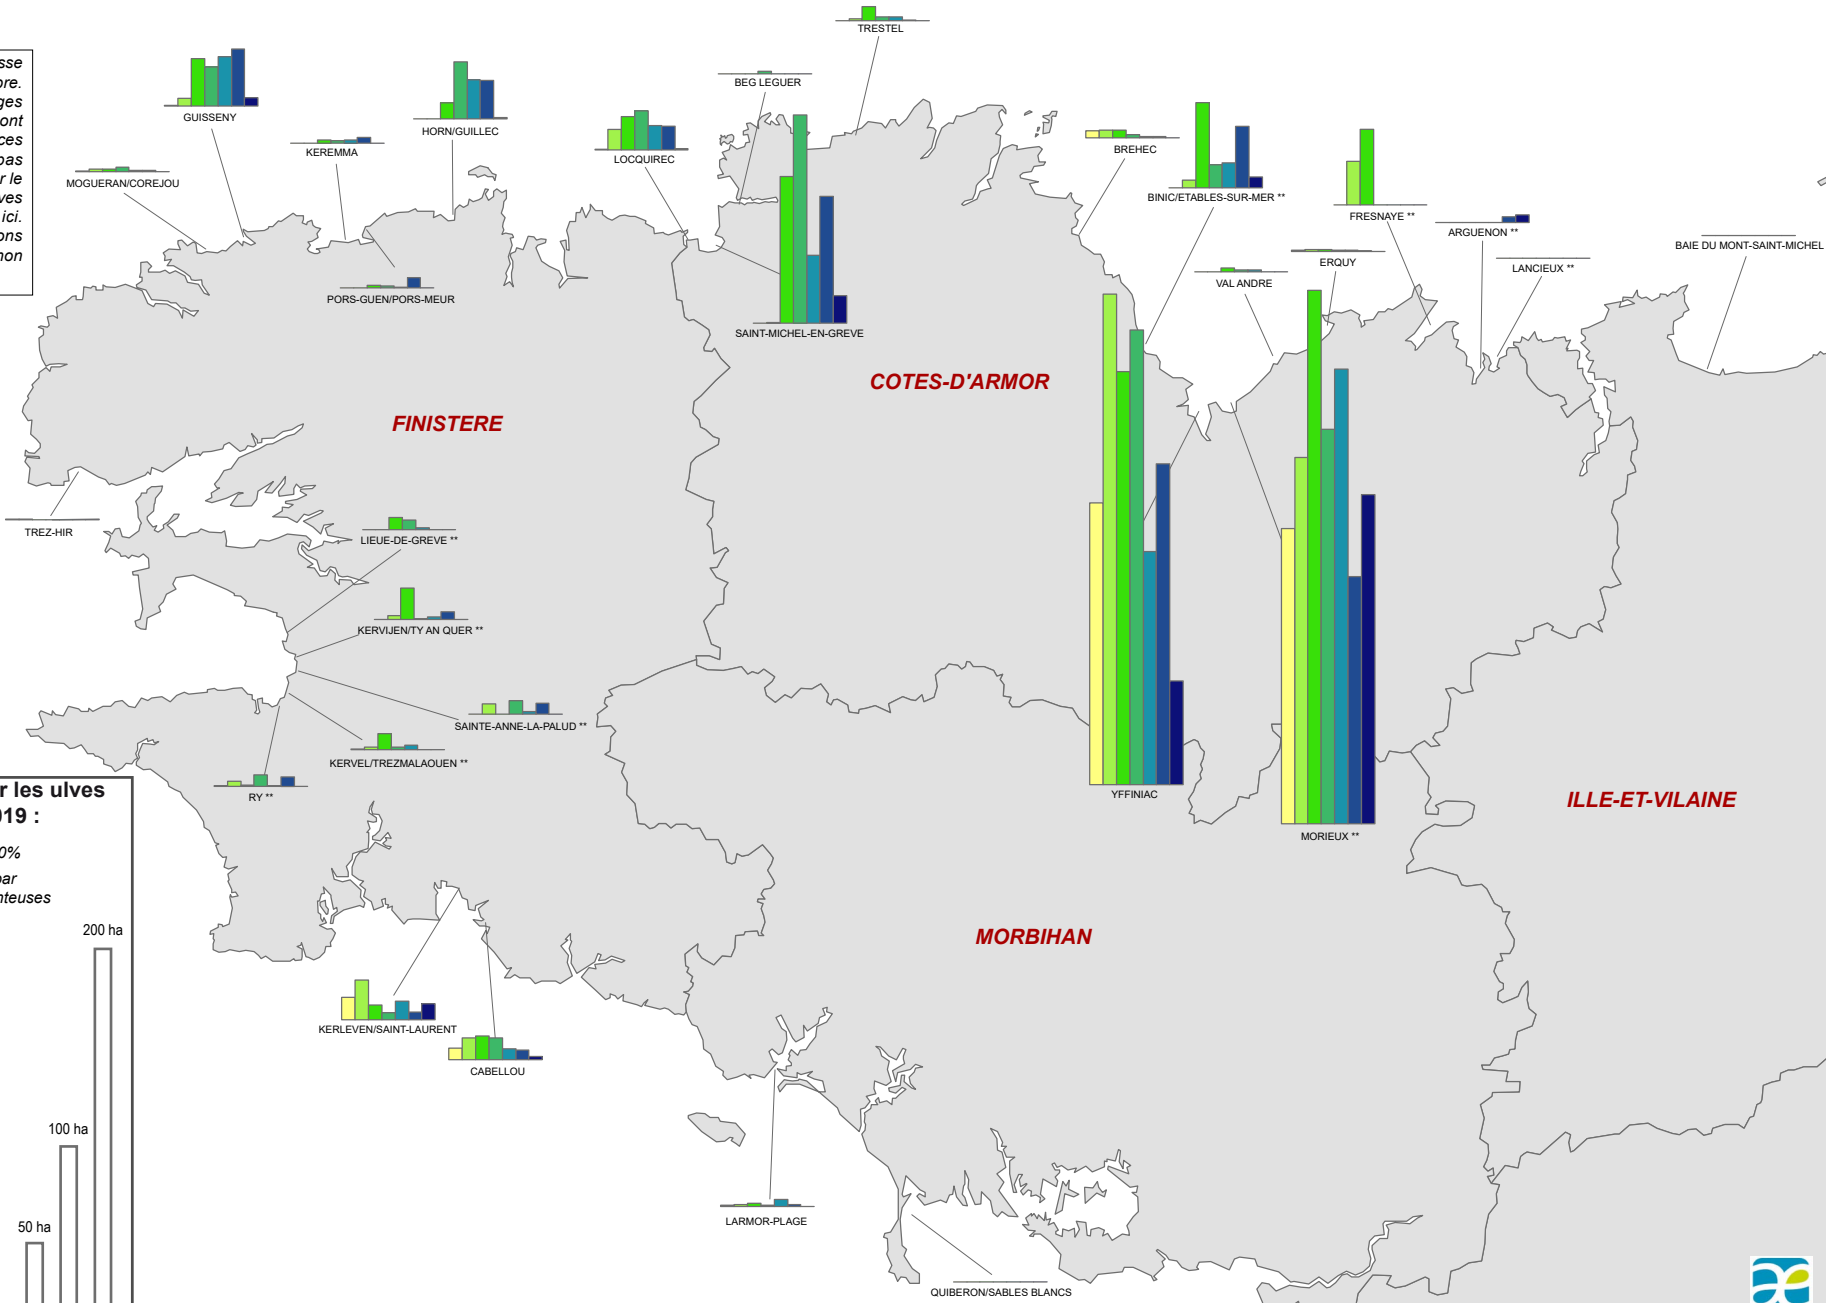 TRESTEL
sse
bre.
ges
ont
ces
pas
r le
ves
ici.
ons
non
BEG LEGUER
GUISSENY
HORN/GUILLEC
KEREMMA
LOCQUIREC
BREHEC
MOGUERAN/COREJOU
BINIC/ETABLES-SUR-MER **
FRESNAYE **
ARGUENON **
BAIE DU MONT-SAINT-MICHEL
ERQUY
LANCIEUX **
VAL ANDRE
PORS-GUEN/PORS-MEUR
SAINT-MICHEL-EN-GREVE
COTES-D'ARMOR
FINISTERE
TREZ-HIR
LIEUE-DE-GREVE **
KERVIJEN/TY AN QUER **
SAINTE-ANNE-LA-PALUD **
KERVEL/TREZMALAOUEN **
RY **
YFFINIAC
ILLE-ET-VILAINE
MORIEUX **
r les ulves
019 :
0%
par
nteuses
200 ha
100 ha
50 ha
MORBIHAN
KERLEVEN/SAINT-LAURENT
CABELLOU
LARMOR-PLAGE
QUIBERON/SABLES BLANCS